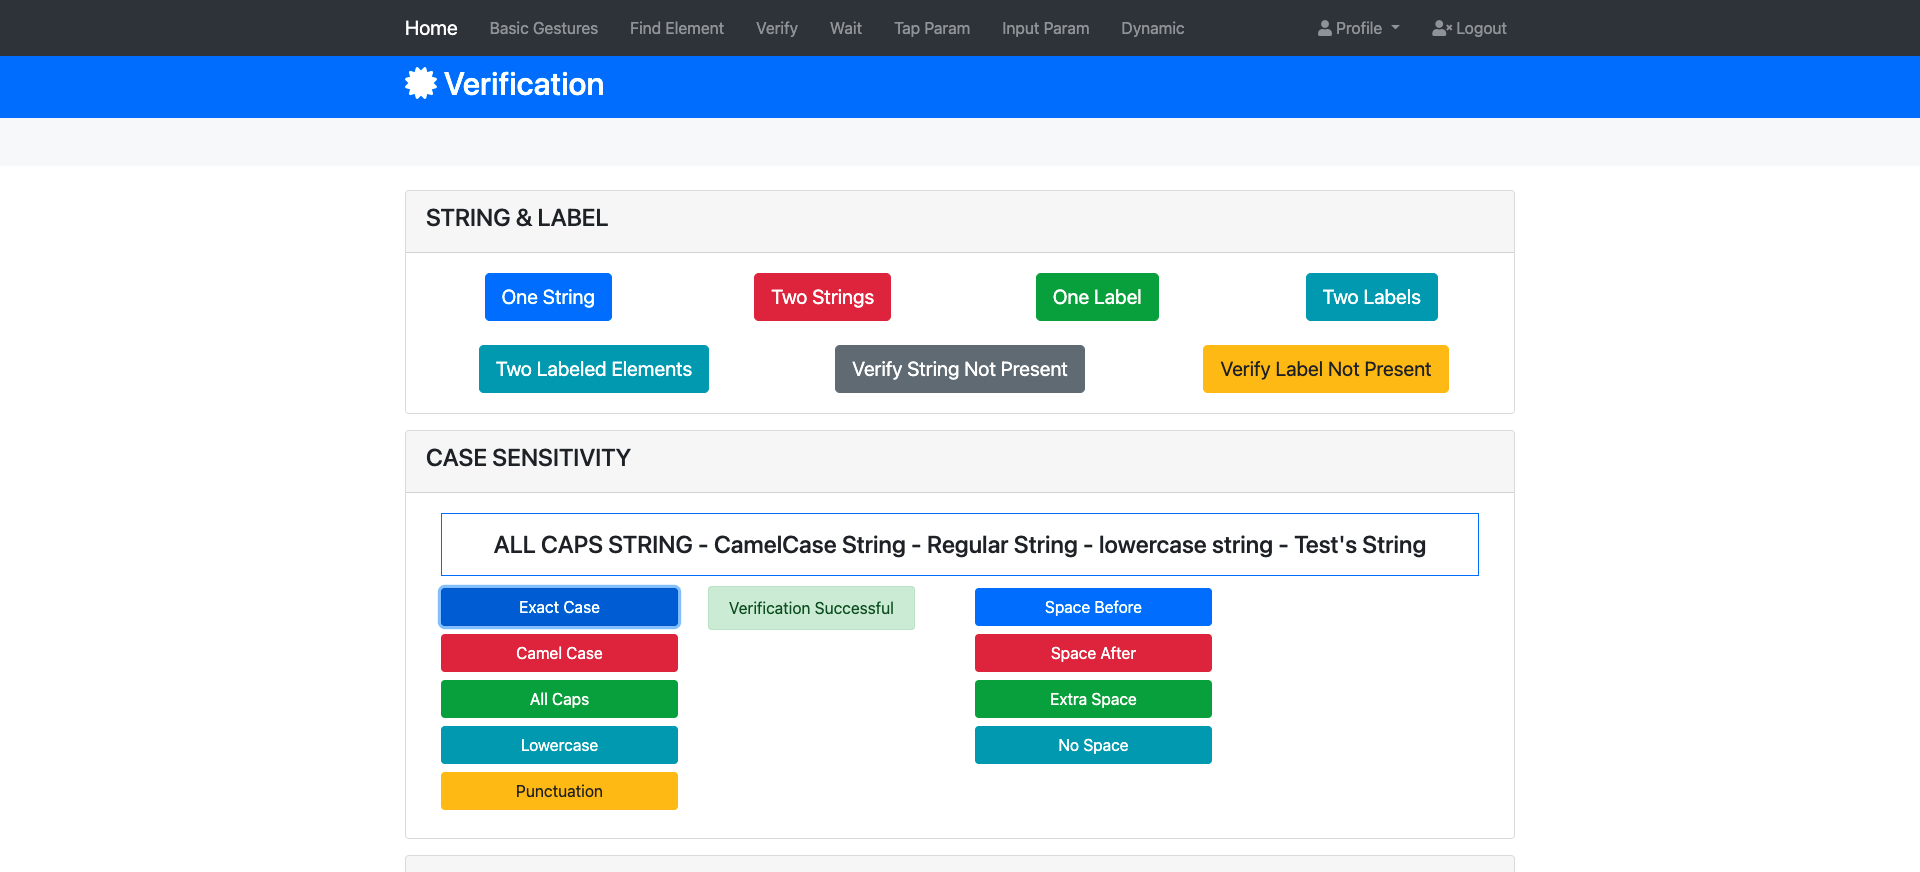 Home Basic Gestures Find Element Verify Wait Tap Param Input Param Dynamic Profile Logout
Verification
STRING & LABEL
One String Two Strings One Label Two Labels
Two Labeled Elements Verify String Not Present Verify Label Not Present
CASE SENSITIVITY
ALL CAPS STRING - CamelCase String - Regular String - lowercase string - Test's String
Exact Case Verification Successful Space Before
Camel Case Space After
All Caps Extra Space
Lowercase No Space
Punctuation